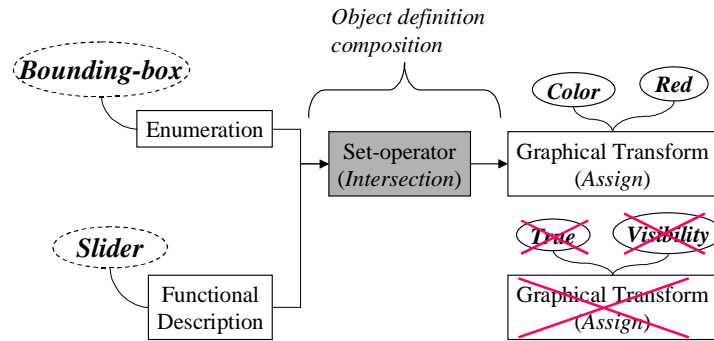 Object definition
composition
Bounding-box
Color
Red
Enumeration
Set-operator
(Intersection)
Graphical Transform
(Assign)
Slider
True
Visibility
Functional
Description
Graphical Transform
(Assign)